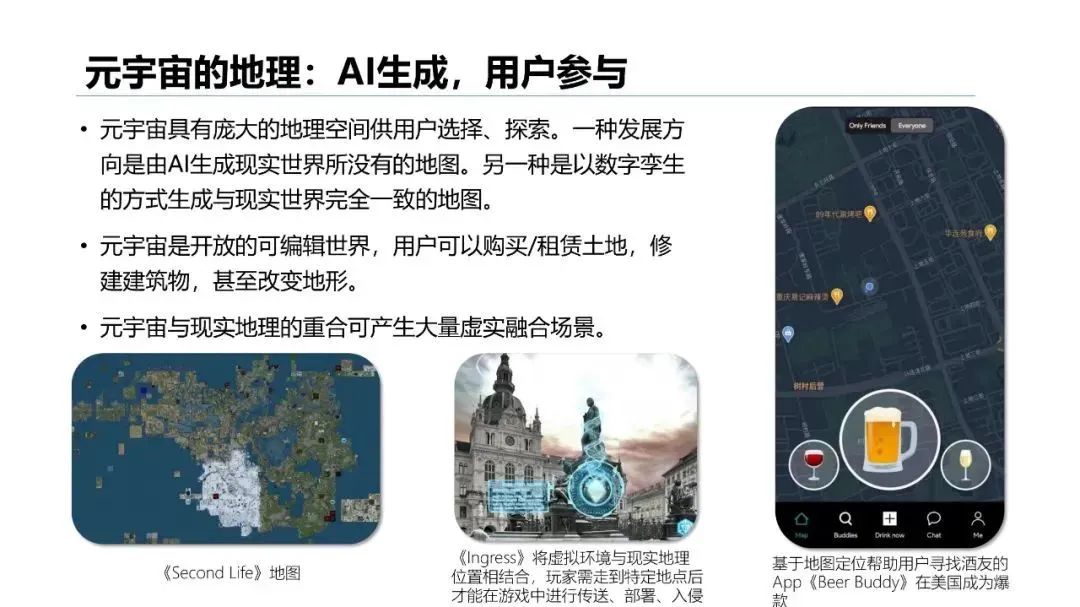 元宇宙的地理：AI生成，用户参与
• 元宇宙具有庞大的地理空间供用户选择、探索。一种发展方
向是由AI生成现实世界所没有的地图。另一种是以数字孪生
的方式生成与现实世界完全一致的地图。
• 元宇宙是开放的可编辑世界，用户可以购买/租赁土地，修
建建筑物，甚至改变地形。
• 元宇宙与现实地理的重合可产生大量虚实融合场景。
《Second Life》地图
《Ingress》将虚拟环境与现实地理
位置相结合，玩家需走到特定地点后
才能在游戏中进行传送、部署、入侵
Only Friends Everyone
树村后营
Map Buddies Drink now Chat Me
基于地图定位帮助用户寻找酒友的
App《Beer Buddy》在美国成为爆
款